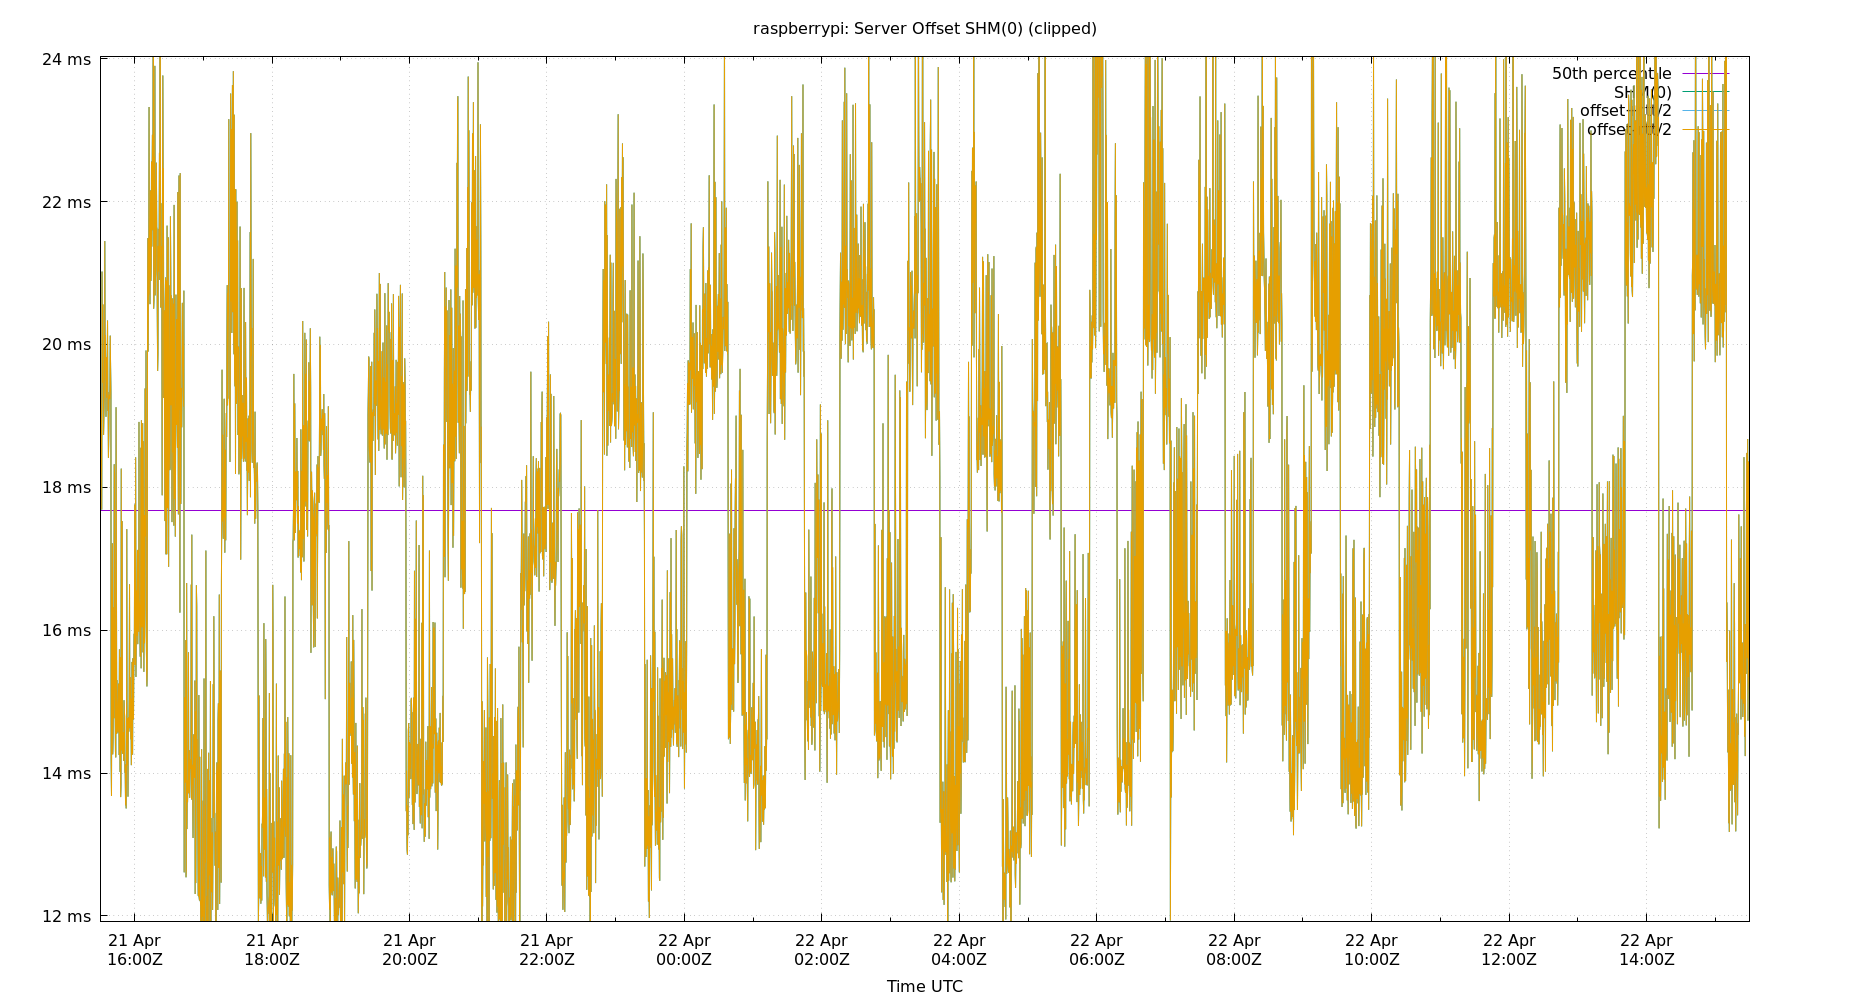 raspberrypi: Server Offset SHM(0) (clipped)
24 ms
22 ms
20 ms
18 ms
16 ms
14 ms
12 ms
50th percentile
SHM(0)
21 Apr
16:00Z
21 Apr
18:00Z
21 Apr
20:00Z
21 Apr
22:00Z
22 Apr
00:00Z
22 Apr
02:00Z
22 Apr
04:00Z
22 Apr
06:00Z
22 Apr
08:00Z
22 Apr
10:00Z
22 Apr
12:00Z
22 Apr
14:00Z
Time UTC